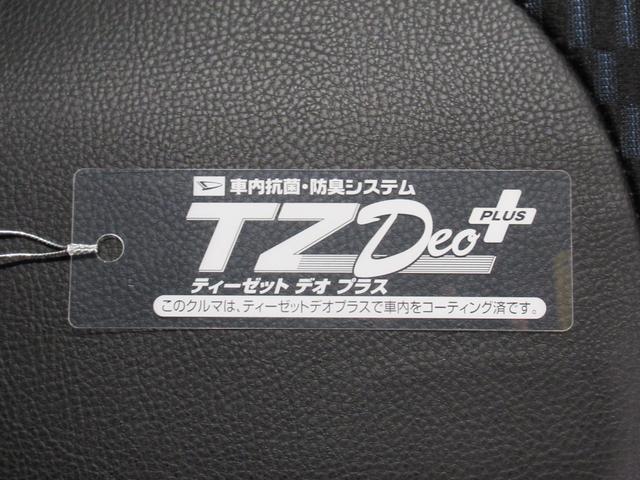 車内抗菌・防臭システム
TZ Deo PLUS
ティーゼット デオ プラス
このクルマは、ティーゼットデオプラスで車内をコーティング済です。